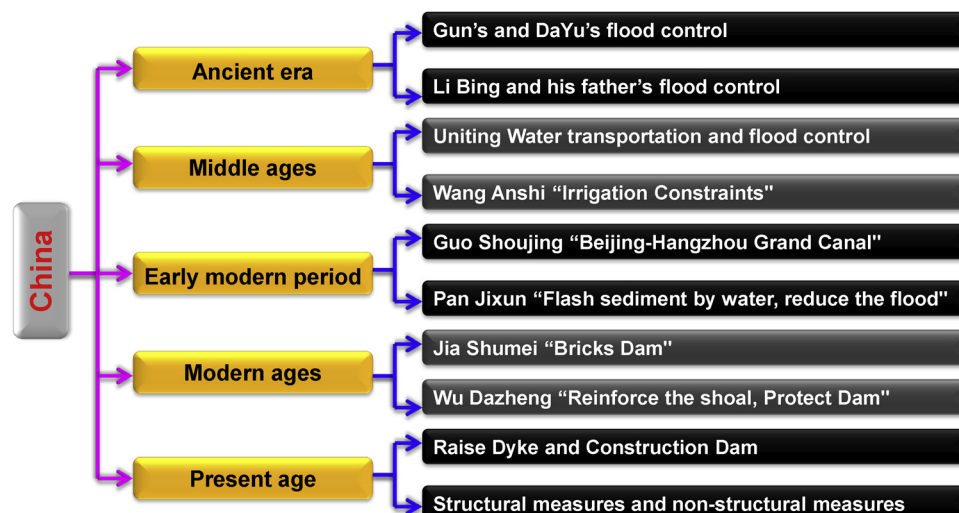 China
Ancient era
Gun's and DaYu's flood control
Li Bing and his father's flood control
Middle ages
Uniting Water transportation and flood control
Wang Anshi “Irrigation Constraints"
Early modern period
Guo Shoujing “Beijing-Hangzhou Grand Canal"
Pan Jixun “Flash sediment by water, reduce the flood"
Modern ages
Jia Shumei “Bricks Dam"
Wu Dazheng “Reinforce the shoal, Protect Dam"
Present age
Raise Dyke and Construction Dam
Structural measures and non-structural measures